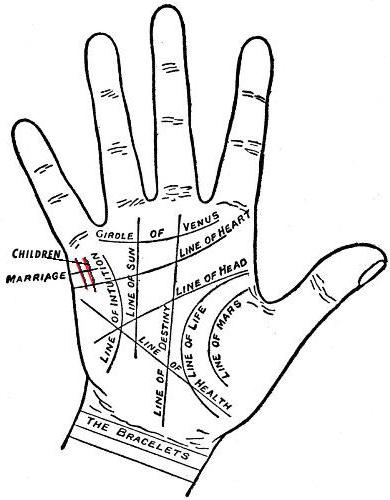 GIRDLE OF VENUS
LINE OF HEART
CHILDREN
MARRIAGE
LINE OF INTUITION
LINE OF SUN
LINE OF HEAD
LINE OF DESTINY
LINE OF LIFE
LINE OF MARS
LINE OF HEALTH
THE BRACELETS